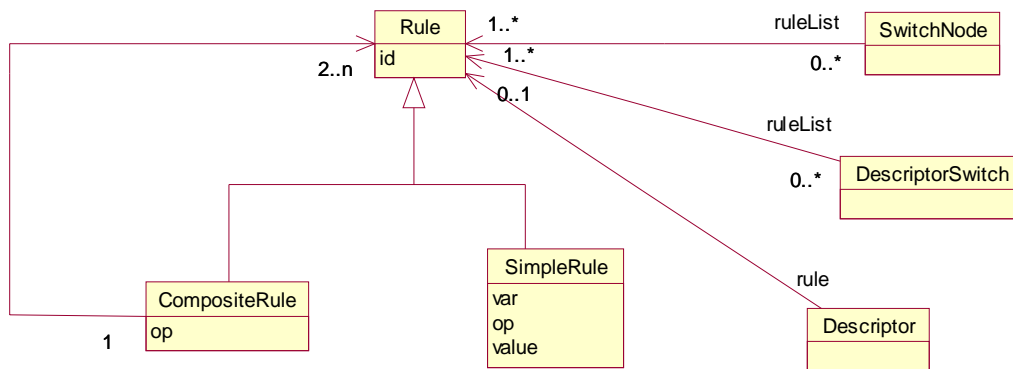 Rule
id
1..*
ruleList
SwitchNode
0..*
2..n
1..*
0..1
ruleList
DescriptorSwitch
0..*
SimpleRule
var
op
value
CompositeRule
op
1
rule
Descriptor